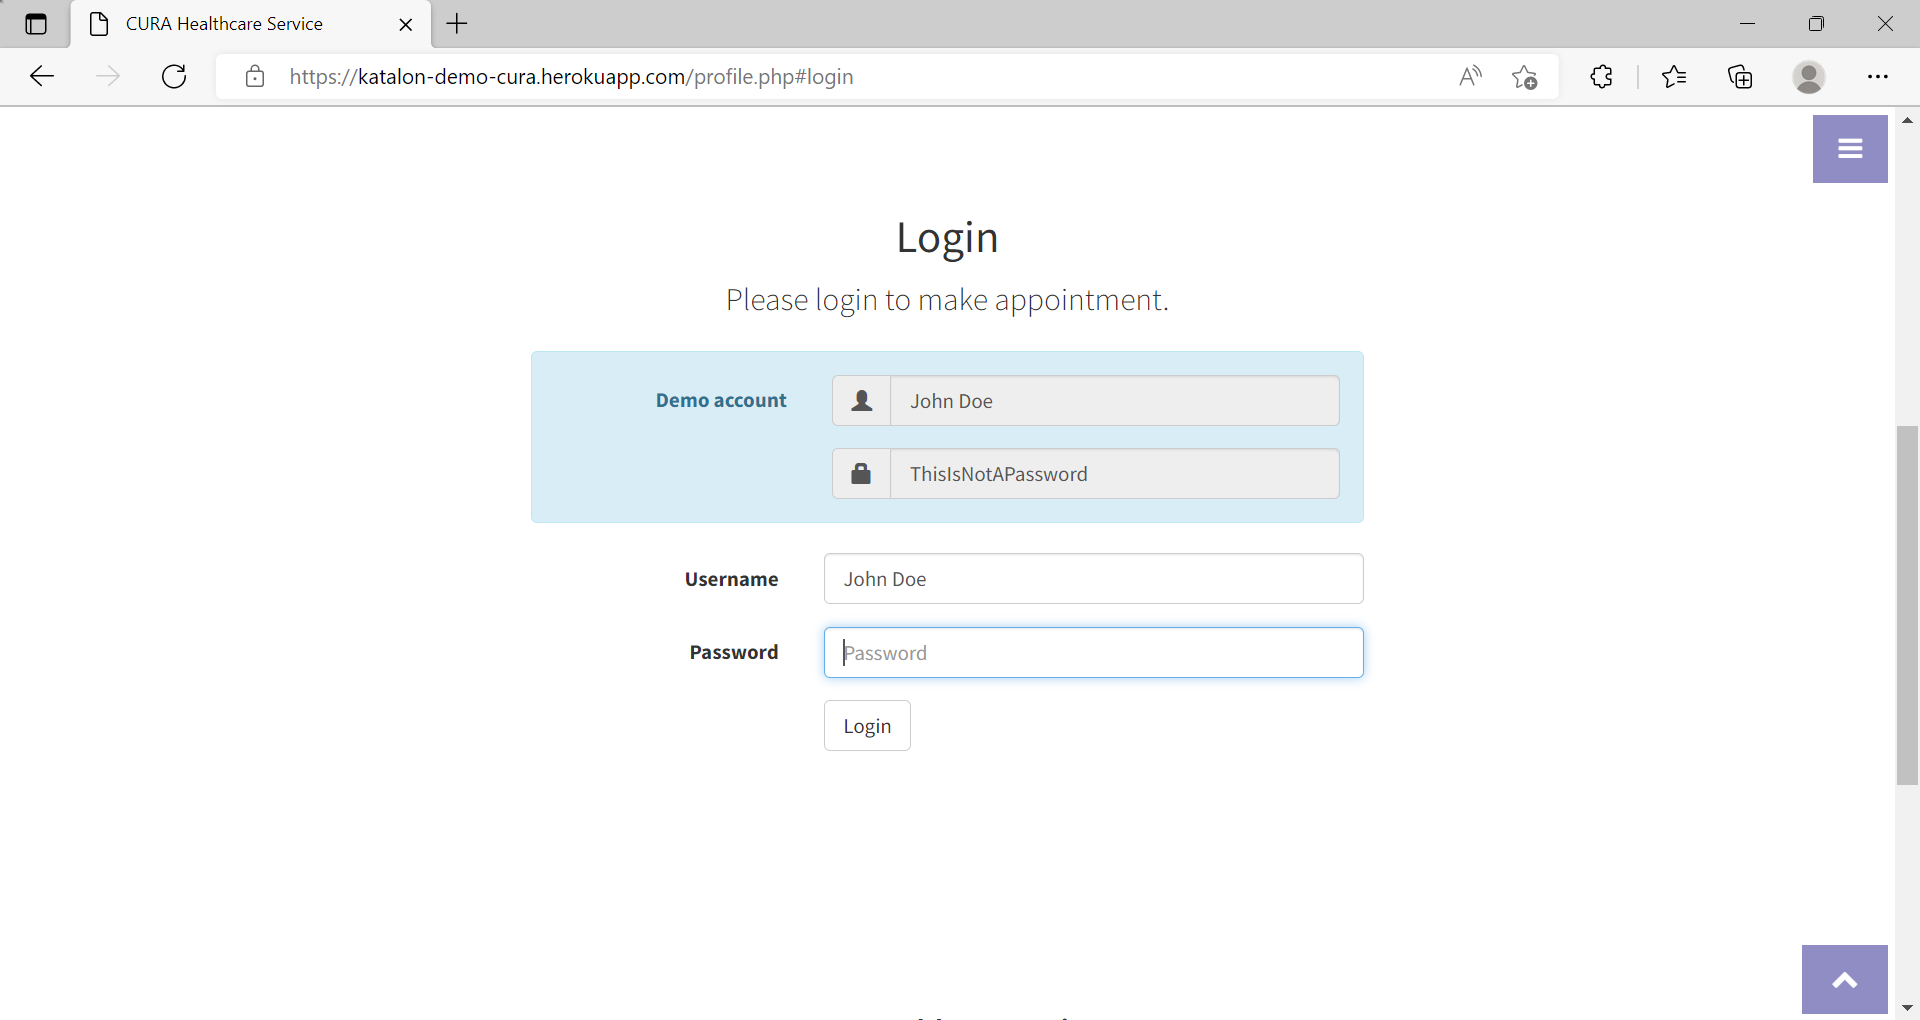 CURA Healthcare Service
https://katalon-demo-cura.herokuapp.com/profile.php#login
Login
Please login to make appointment.
Demo account
John Doe
ThisIsNotAPassword
Username
John Doe
Password
Password
Login